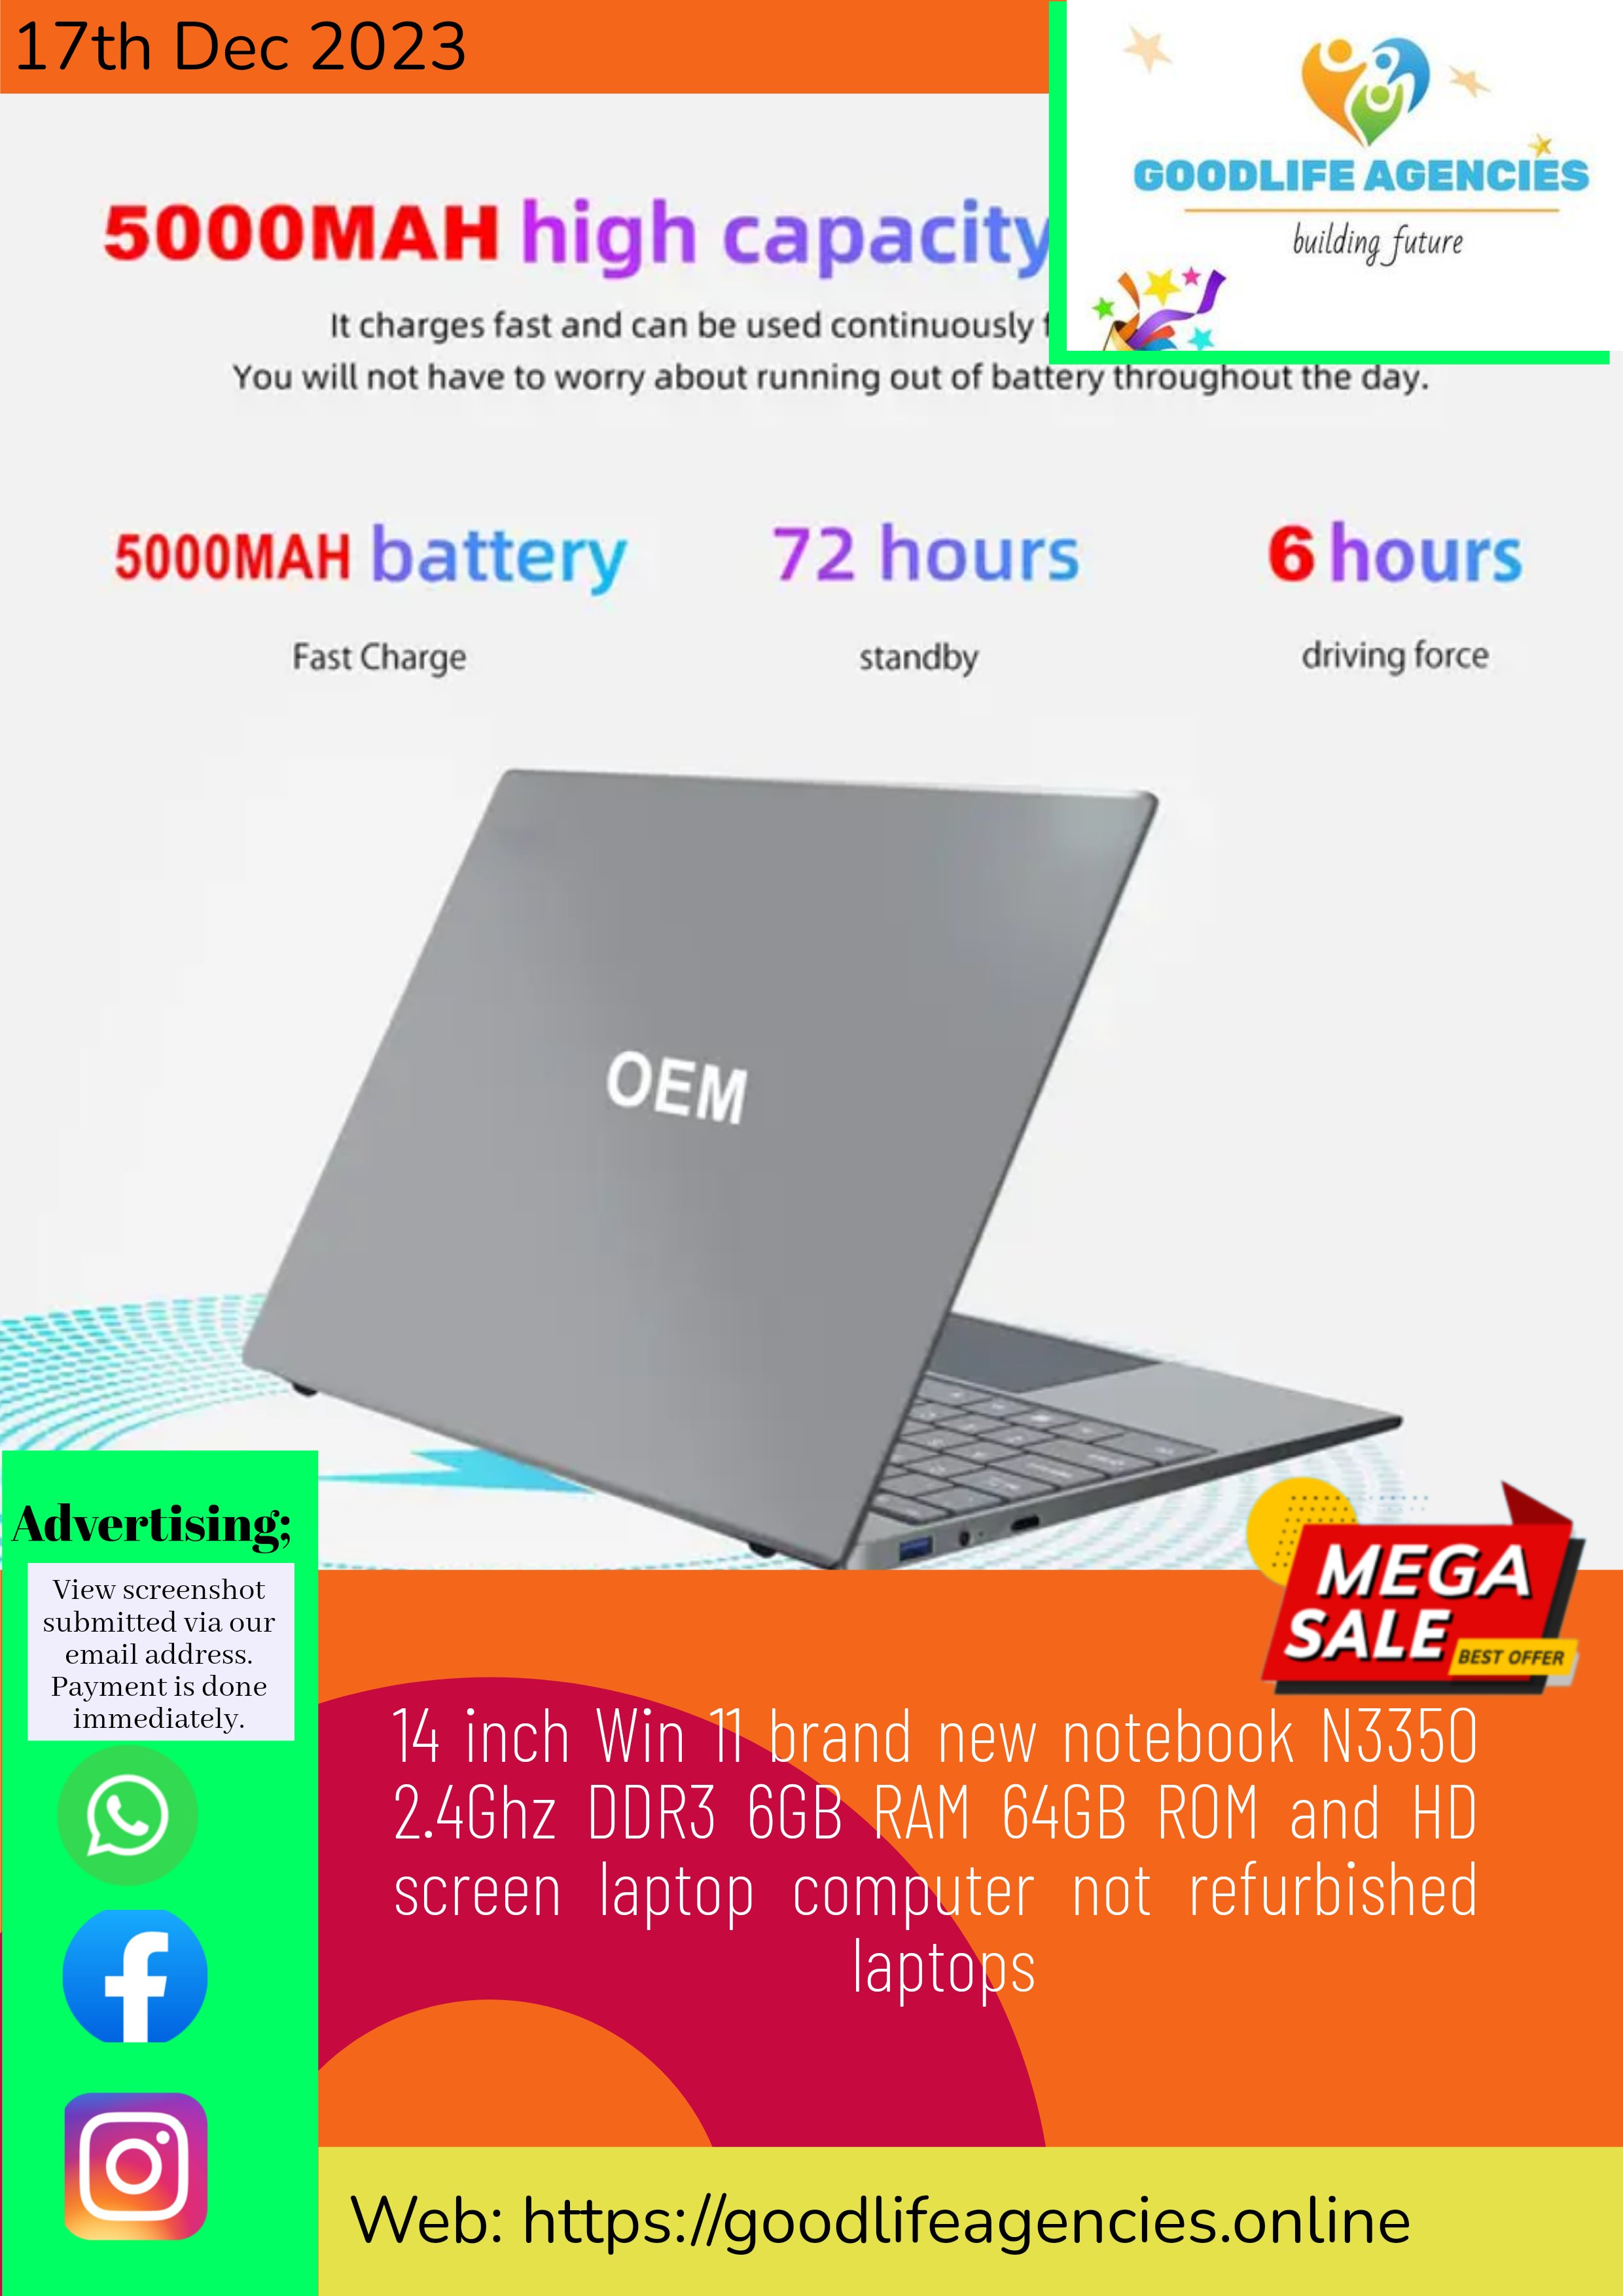 17th Dec 2023
GOODLIFE AGENCIES
building future
5000MAH high capacity
It charges fast and can be used continuously
You will not have to worry about running out of battery throughout the day.
5000MAH battery
Fast Charge
72 hours
standby
6 hours
driving force
OEM
Advertising;
View screenshot
submitted via our
email address.
Payment is done
immediately.
MEGA
SALE
BEST OFFER
14 inch Win 11 brand new notebook N3350
2.4Ghz DDR3 6GB RAM 64GB ROM and HD
screen laptop computer not refurbished
laptops
Web: https://goodlifeagencies.online